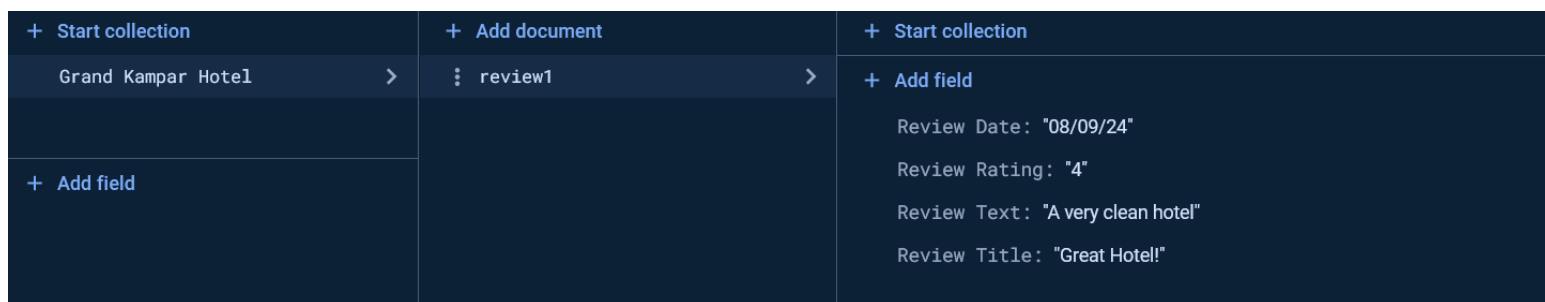 + Start collection
Grand Kampar Hotel
+ Add field
+ Add document
review1
+ Start collection
+ Add field
Review Date: "08/09/24"
Review Rating: "4"
Review Text: "A very clean hotel"
Review Title: "Great Hotel!"